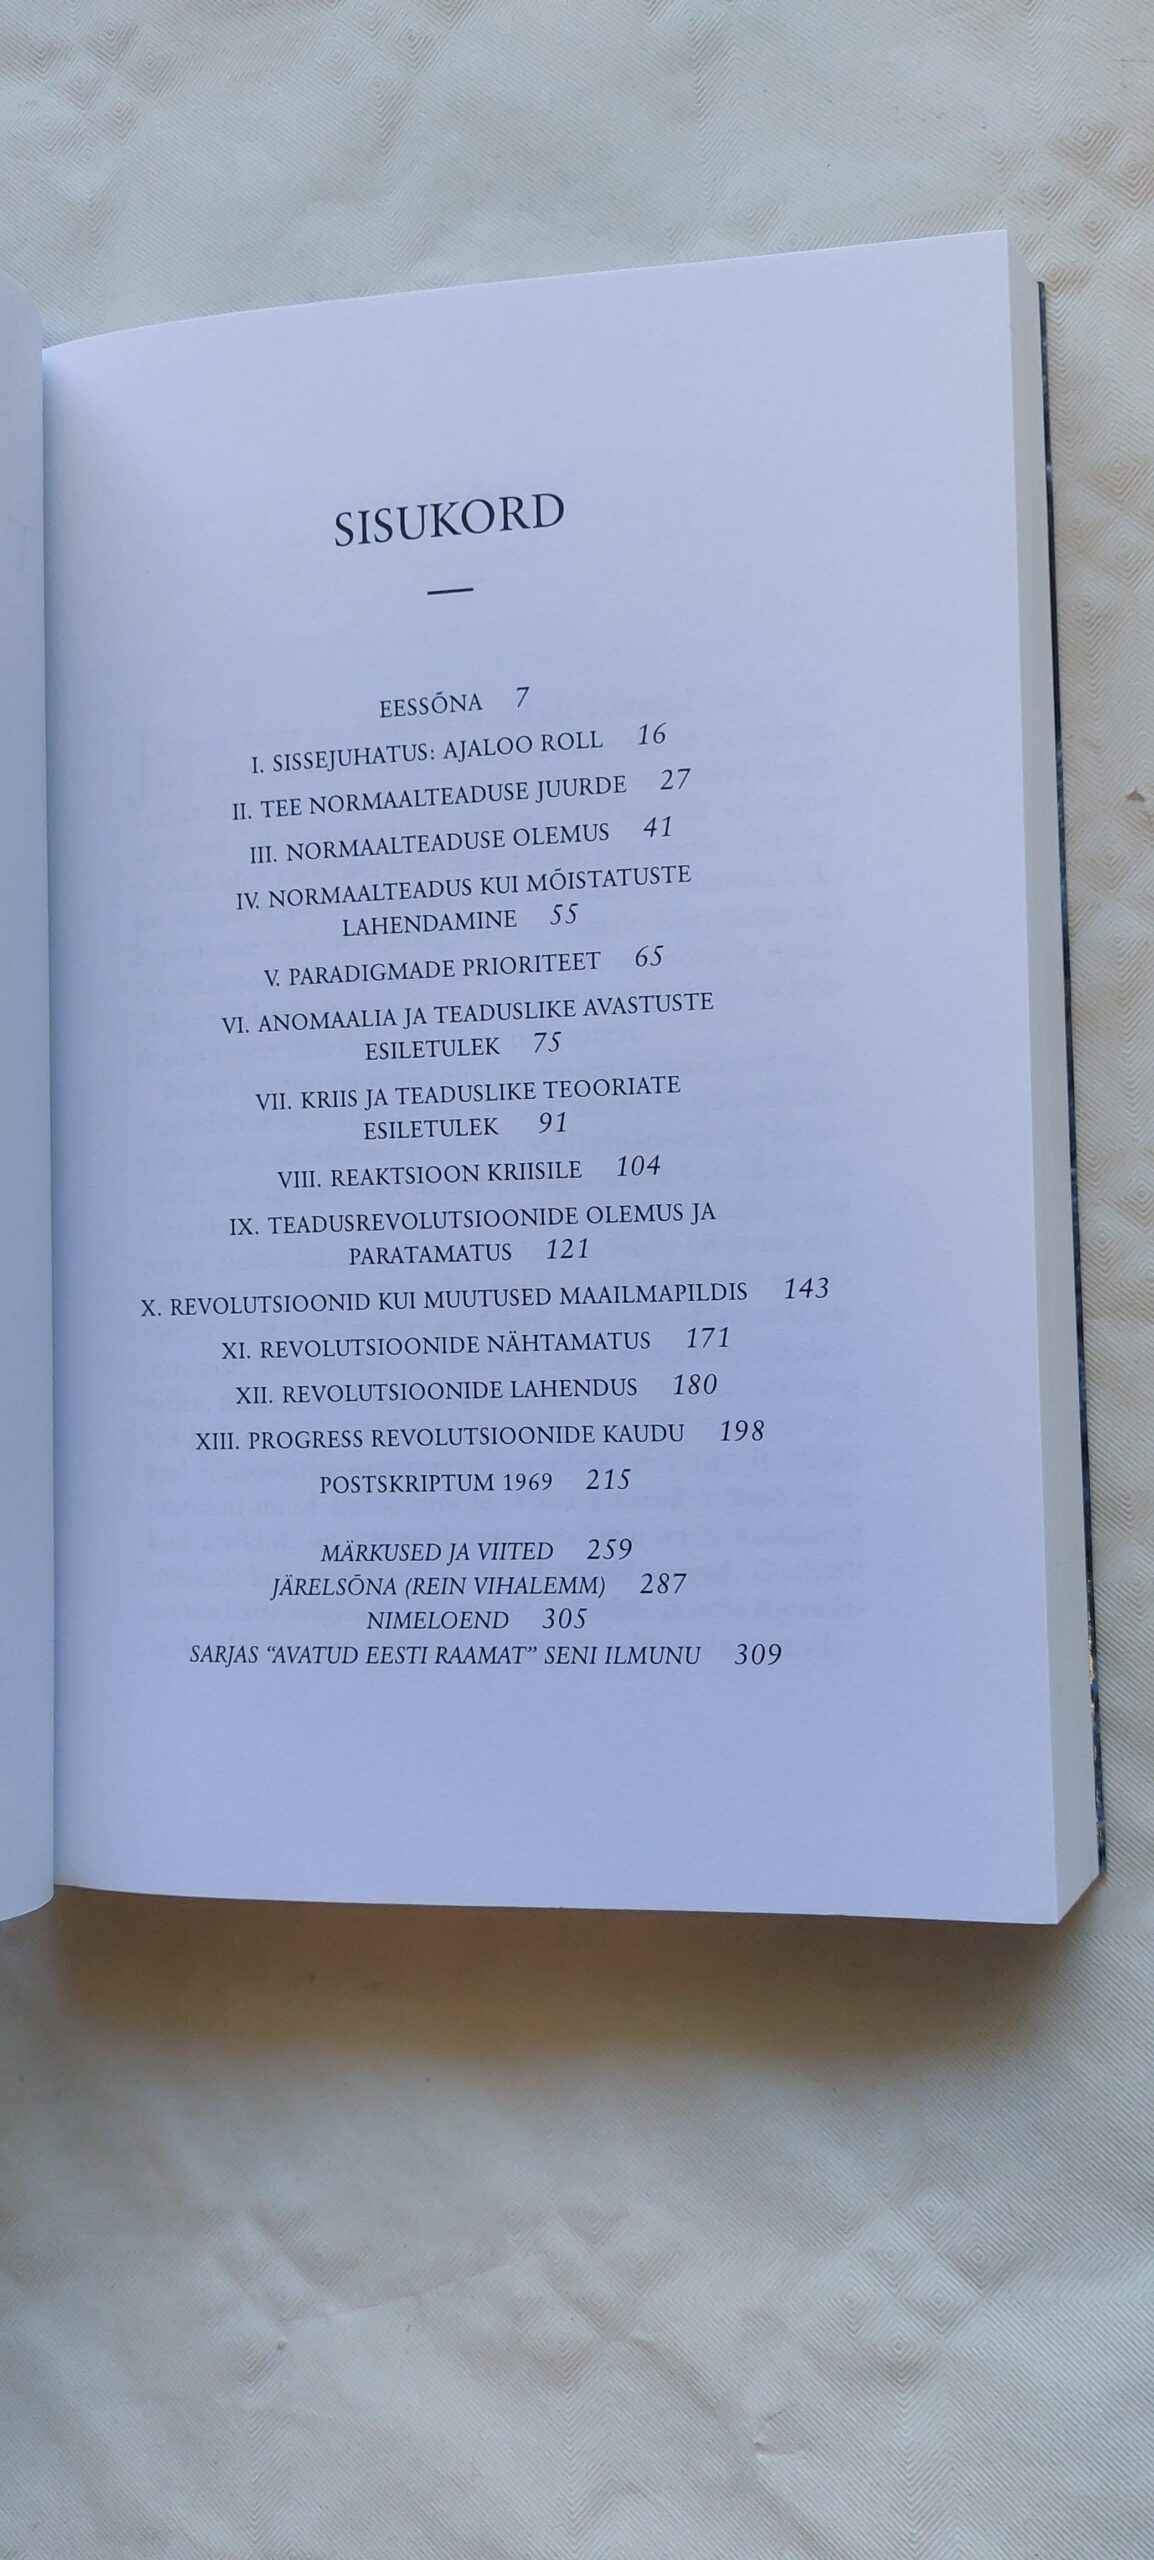 SISUKORD
EESSÕNA 7
I. SISSEJUHATUS: AJALOO ROLL 16
II. TEE NORMAALTEADUSE JUURDE 27
III. NORMAALTEADUSE OLEMUS 41
IV. NORMAALTEADUS KUI MÕISTATUSTE
LAHENDAMINE 55
V. PARADIGMADE PRIORITEET 65
VI. ANOMAALIA JA TEADUSLIKE AVASTUSTE
ESILETULEK 75
VII. KRIIS JA TEADUSLIKE TEOORIATE
ESILETULEK 91
VIII. REAKTSIOON KRIISILE 104
IX. TEADUSREVOLUTSIOONIDE OLEMUS JA
PARATAMATUS 121
X. REVOLUTSIOONID KUI MUUTUSED MAAILMAPILDIS 143
XI. REVOLUTSIOONIDE NÄHTAMATUS 171
XII. REVOLUTSIOONIDE LAHENDUS 180
XIII. PROGRESS REVOLUTSIOONIDE KAUDU 198
POSTSKRIPTUM 1969 215
MÄRKUSED JA VIITED 259
JÄRELSÕNA (REIN VIHALEMM) 287
NIMELOEND 305
SARJAS “AVATUD EESTI RAAMAT” SENI ILMUNU 309